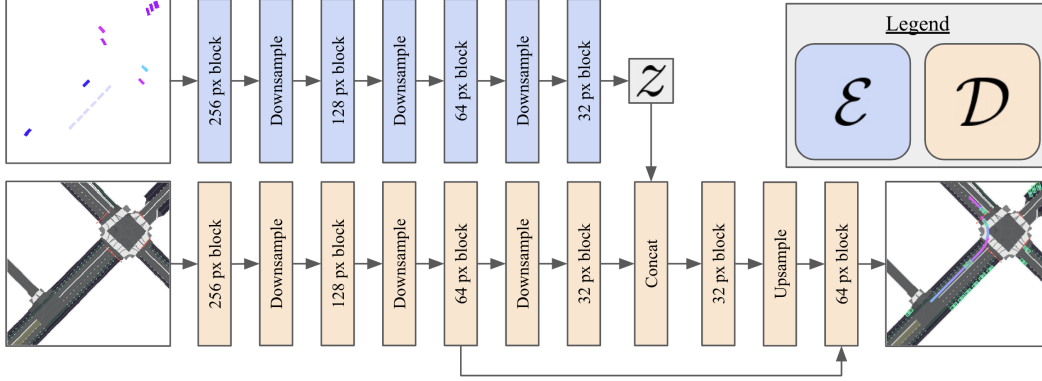 256 px block
Downsample
128 px block
Downsample
64 px block
Downsample
32 px block
𝓏
Legend
ℰ
𝒟
256 px block
Downsample
128 px block
Downsample
64 px block
Downsample
32 px block
Concat
32 px block
Upsample
64 px block